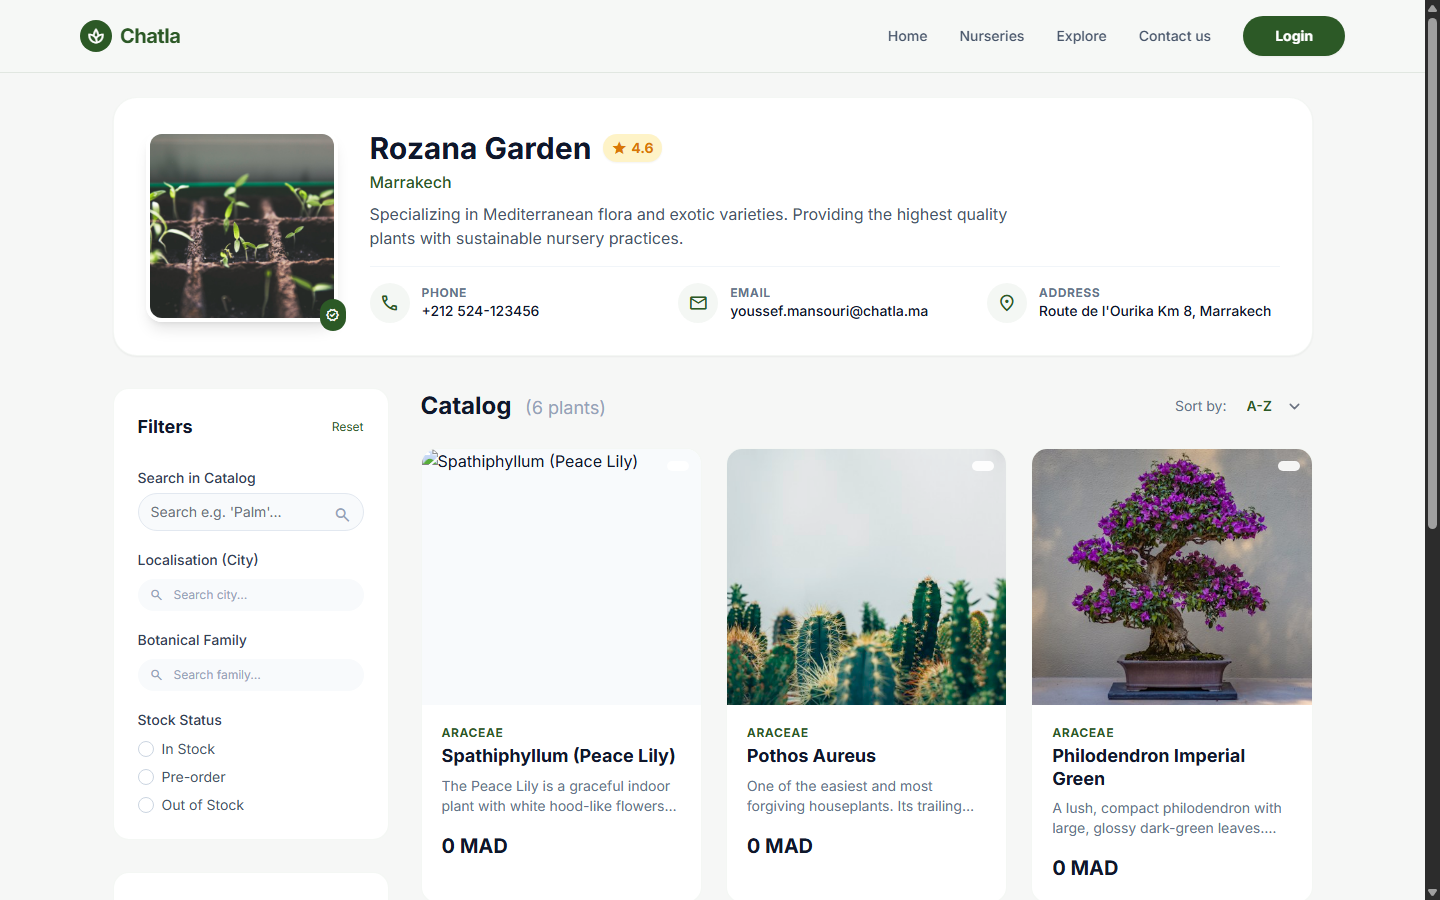 Chatla
Home
Nurseries
Explore
Contact us
Login
Rozana Garden
4.6
Marrakech
Specializing in Mediterranean flora and exotic varieties. Providing the highest quality
plants with sustainable nursery practices.
PHONE
+212 524-123456
EMAIL
youssef.mansouri@chatla.ma
ADDRESS
Route de l'Ourika Km 8, Marrakech
Filters
Reset
Search in Catalog
Search e.g. 'Palm'...
Localisation (City)
Search city...
Botanical Family
Search family...
Stock Status
In Stock
Pre-order
Out of Stock
Catalog (6 plants)
Sort by: A-Z
Spathiphyllum (Peace Lily)
ARACEAE
Spathiphyllum (Peace Lily)
The Peace Lily is a graceful indoor
plant with white hood-like flowers...
0 MAD
ARACEAE
Pothos Aureus
One of the easiest and most
forgiving houseplants. Its trailing...
0 MAD
ARACEAE
Philodendron Imperial
Green
A lush, compact philodendron with
large, glossy dark-green leaves....
0 MAD